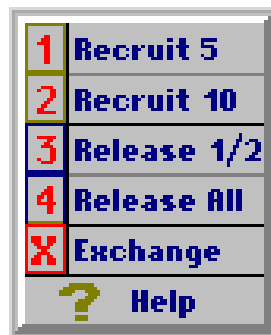 1 Recruit 5
2 Recruit 10
3 Release 1/2
4 Release All
X Exchange
? Help